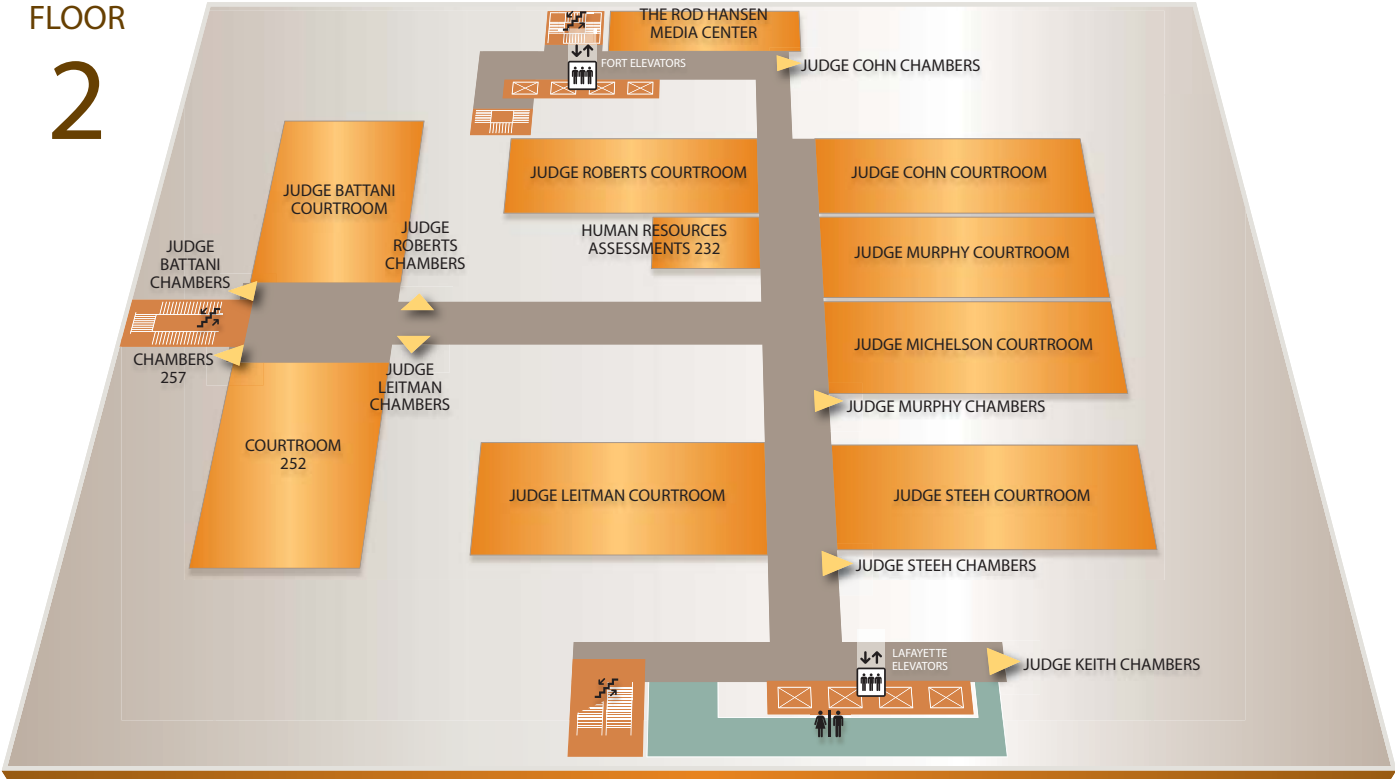 FLOOR
2
THE ROD HANSEN
MEDIA CENTER
FORT ELEVATORS
JUDGE COHN CHAMBERS
JUDGE ROBERTS COURTROOM
JUDGE COHN COURTROOM
JUDGE BATTANI
COURTROOM
JUDGE
ROBERTS
CHAMBERS
HUMAN RESOURCES
ASSESSMENTS 232
JUDGE MURPHY COURTROOM
JUDGE
BATTANI
CHAMBERS
JUDGE MICHELSON COURTROOM
CHAMBERS
257
JUDGE
LEITMAN
CHAMBERS
JUDGE MURPHY CHAMBERS
COURTROOM
252
JUDGE LEITMAN COURTROOM
JUDGE STEEH COURTROOM
JUDGE STEEH CHAMBERS
LAFAYETTE
ELEVATORS
JUDGE KEITH CHAMBERS